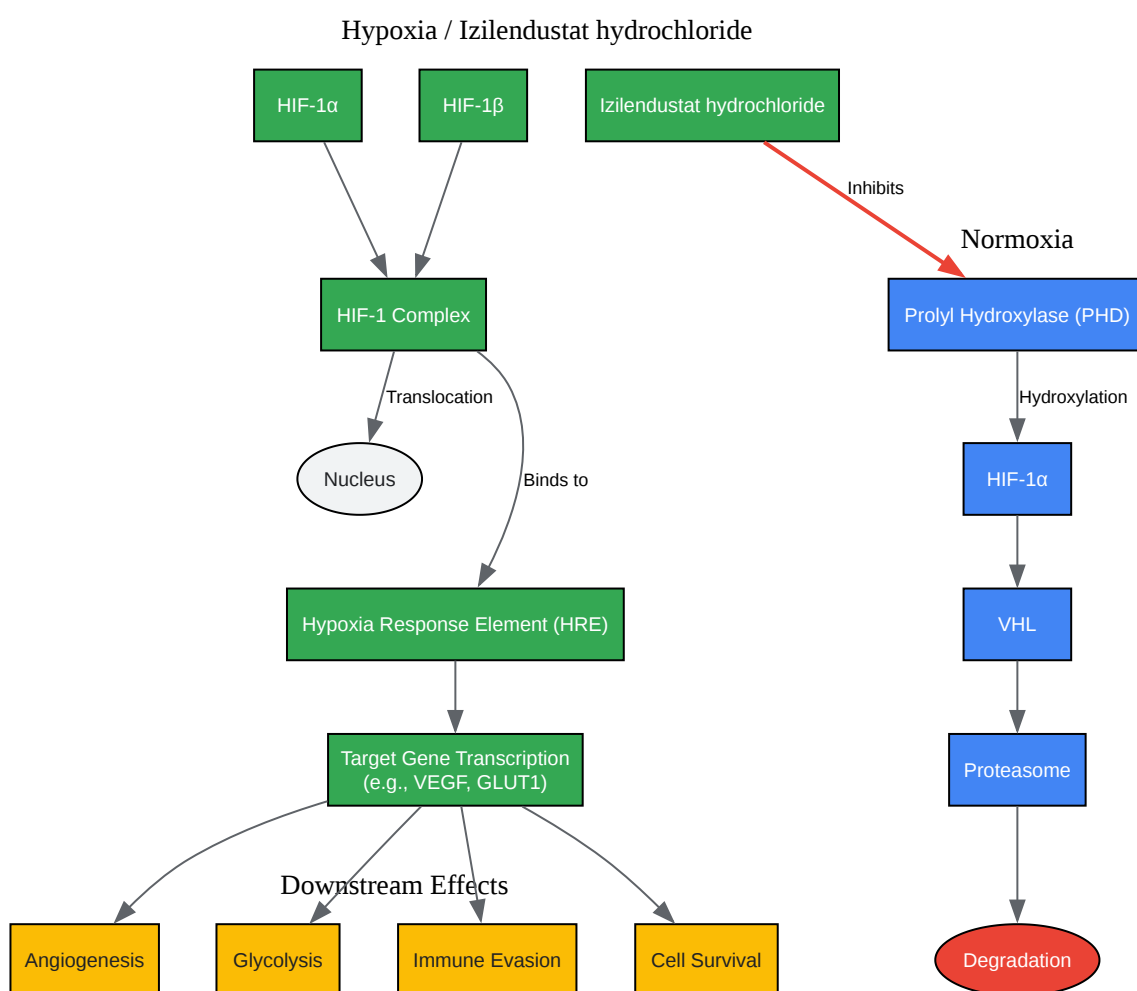 Hypoxia / Izilendustat hydrochloride
HIF-1α
HIF-1β
Izilendustat hydrochloride
Inhibits
Normoxia
HIF-1 Complex
Prolyl Hydroxylase (PHD)
Translocation
Hydroxylation
Nucleus
Binds to
HIF-1α
Hypoxia Response Element (HRE)
VHL
Target Gene Transcription
(e.g., VEGF, GLUT1)
Proteasome
Downstream Effects
Angiogenesis
Glycolysis
Immune Evasion
Cell Survival
Degradation